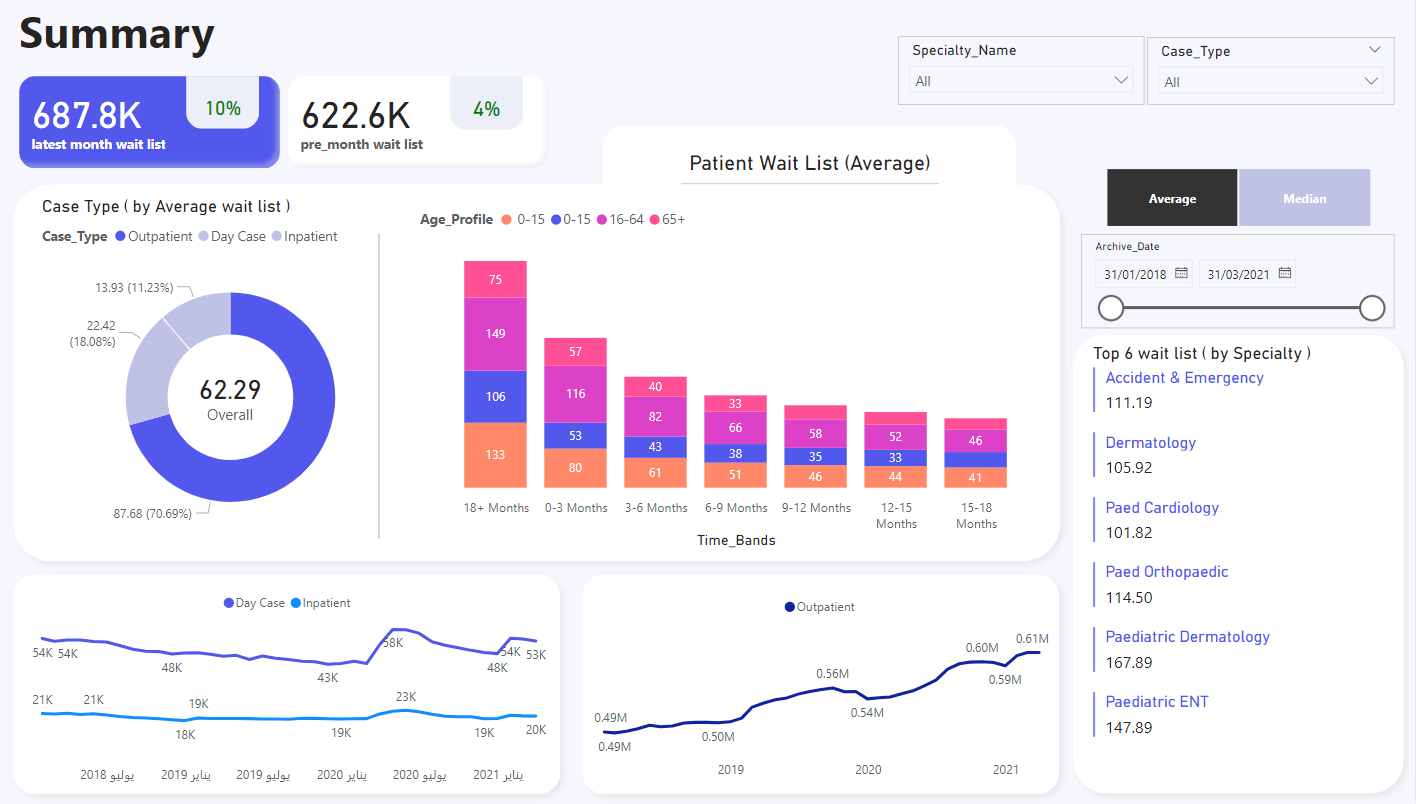 Summary
687.8K
10%
latest month wait list
622.6K
4%
pre_month wait list
Specialty_Name
All
Case_Type
All
Patient Wait List (Average)
Average
Median
Archive_Date
31/01/2018
31/03/2021
Case Type ( by Average wait list )
Case_Type Outpatient Day Case Inpatient
13.93 (11.23%)
22.42
(18.08%)
62.29
Overall
87.68 (70.69%)
Age_Profile 0-15 0-15 16-64 65+
75
149
106
133
57
116
53
80
40
82
43
61
33
66
38
51
58
35
46
52
33
44
46
41
18+ Months
0-3 Months
3-6 Months
6-9 Months
9-12 Months
12-15
Months
15-18
Months
Time_Bands
Top 6 wait list ( by Specialty )
Accident & Emergency
111.19
Dermatology
105.92
Paed Cardiology
101.82
Paed Orthopaedic
114.50
Paediatric Dermatology
167.89
Paediatric ENT
147.89
Day Case Inpatient
54K
54K
48K
43K
58K
48K
54K
53K
21K
21K
18K
19K
19K
23K
19K
20K
يوليو 2018
يناير 2019
يوليو 2019
يناير 2020
يوليو 2020
يناير 2021
Outpatient
0.49M
0.49M
0.50M
0.56M
0.54M
0.60M
0.59M
0.61M
2019
2020
2021